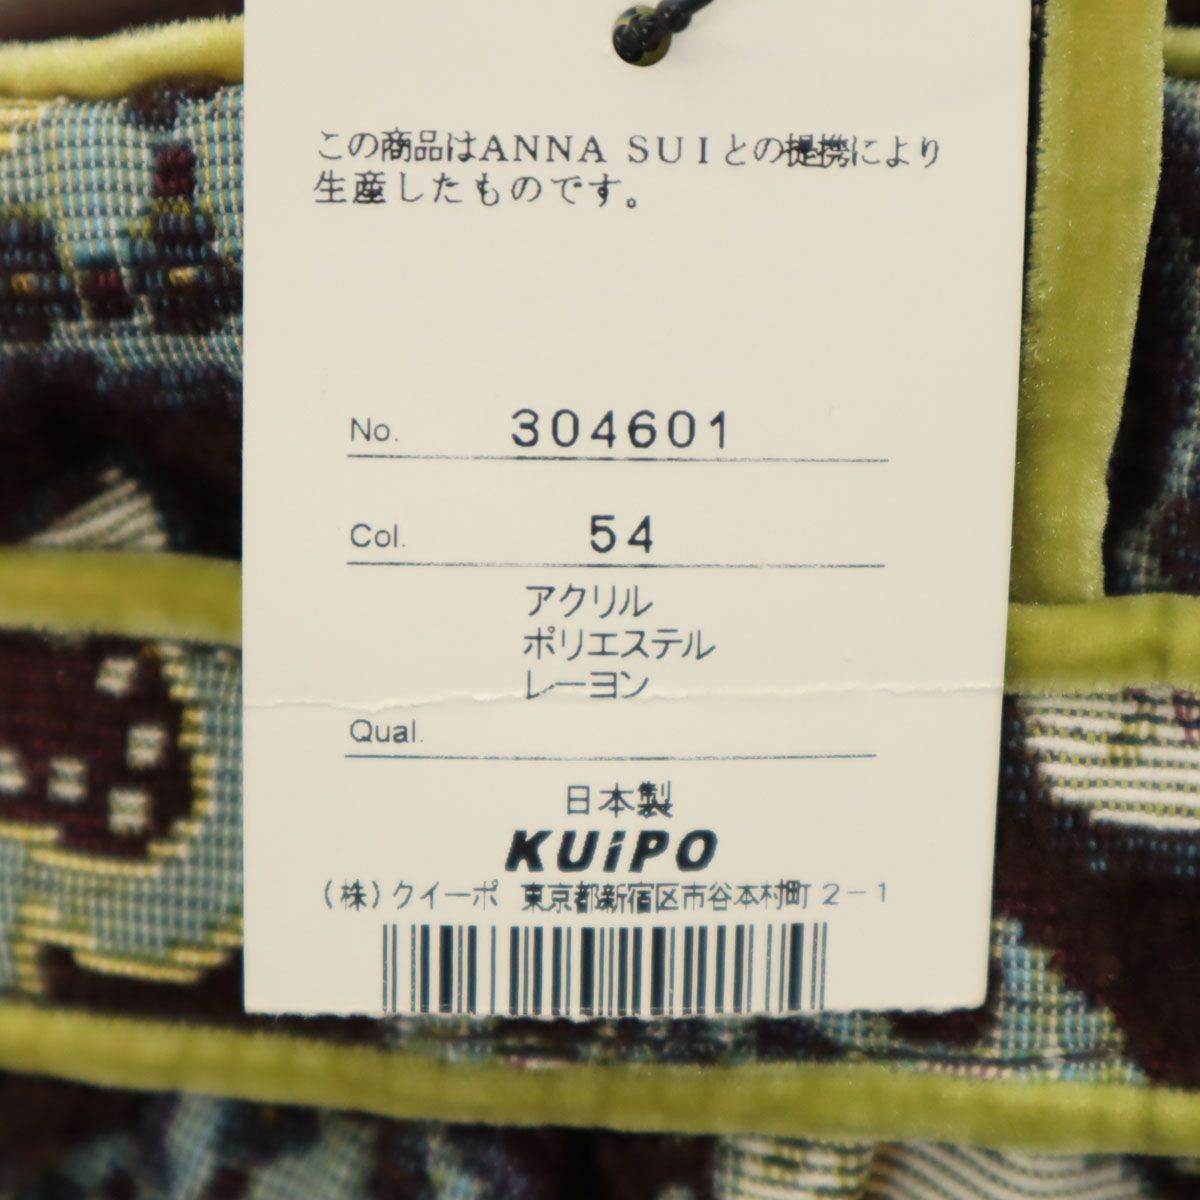 この商品はANNA SUIとの提携により
生産したものです。
No. 304601
Col. 54
アクリル
ポリエステル
レーヨン
Qual.
日本製
KUiPO
(株)クイーポ 東京都新宿区市谷本村町2-1